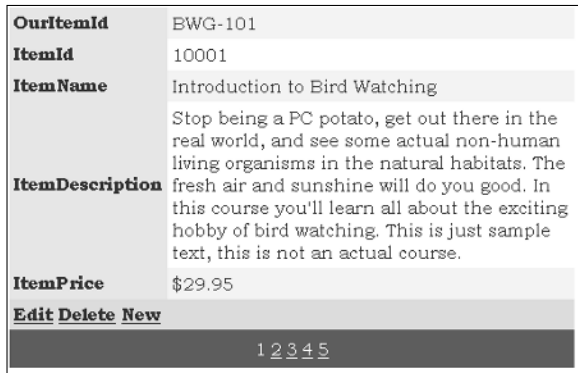 OurItemId BWG-101
ItemId 10001
ItemName Introduction to Bird Watching
Stop being a PC potato, get out there in the
real world, and see some actual non-human
living organisms in the natural habitats. The
ItemDescription fresh air and sunshine will do you good. In
this course you'll learn all about the exciting
hobby of bird watching. This is just sample
text, this is not an actual course.
ItemPrice $29.95
Edit Delete New
1 2 3 4 5